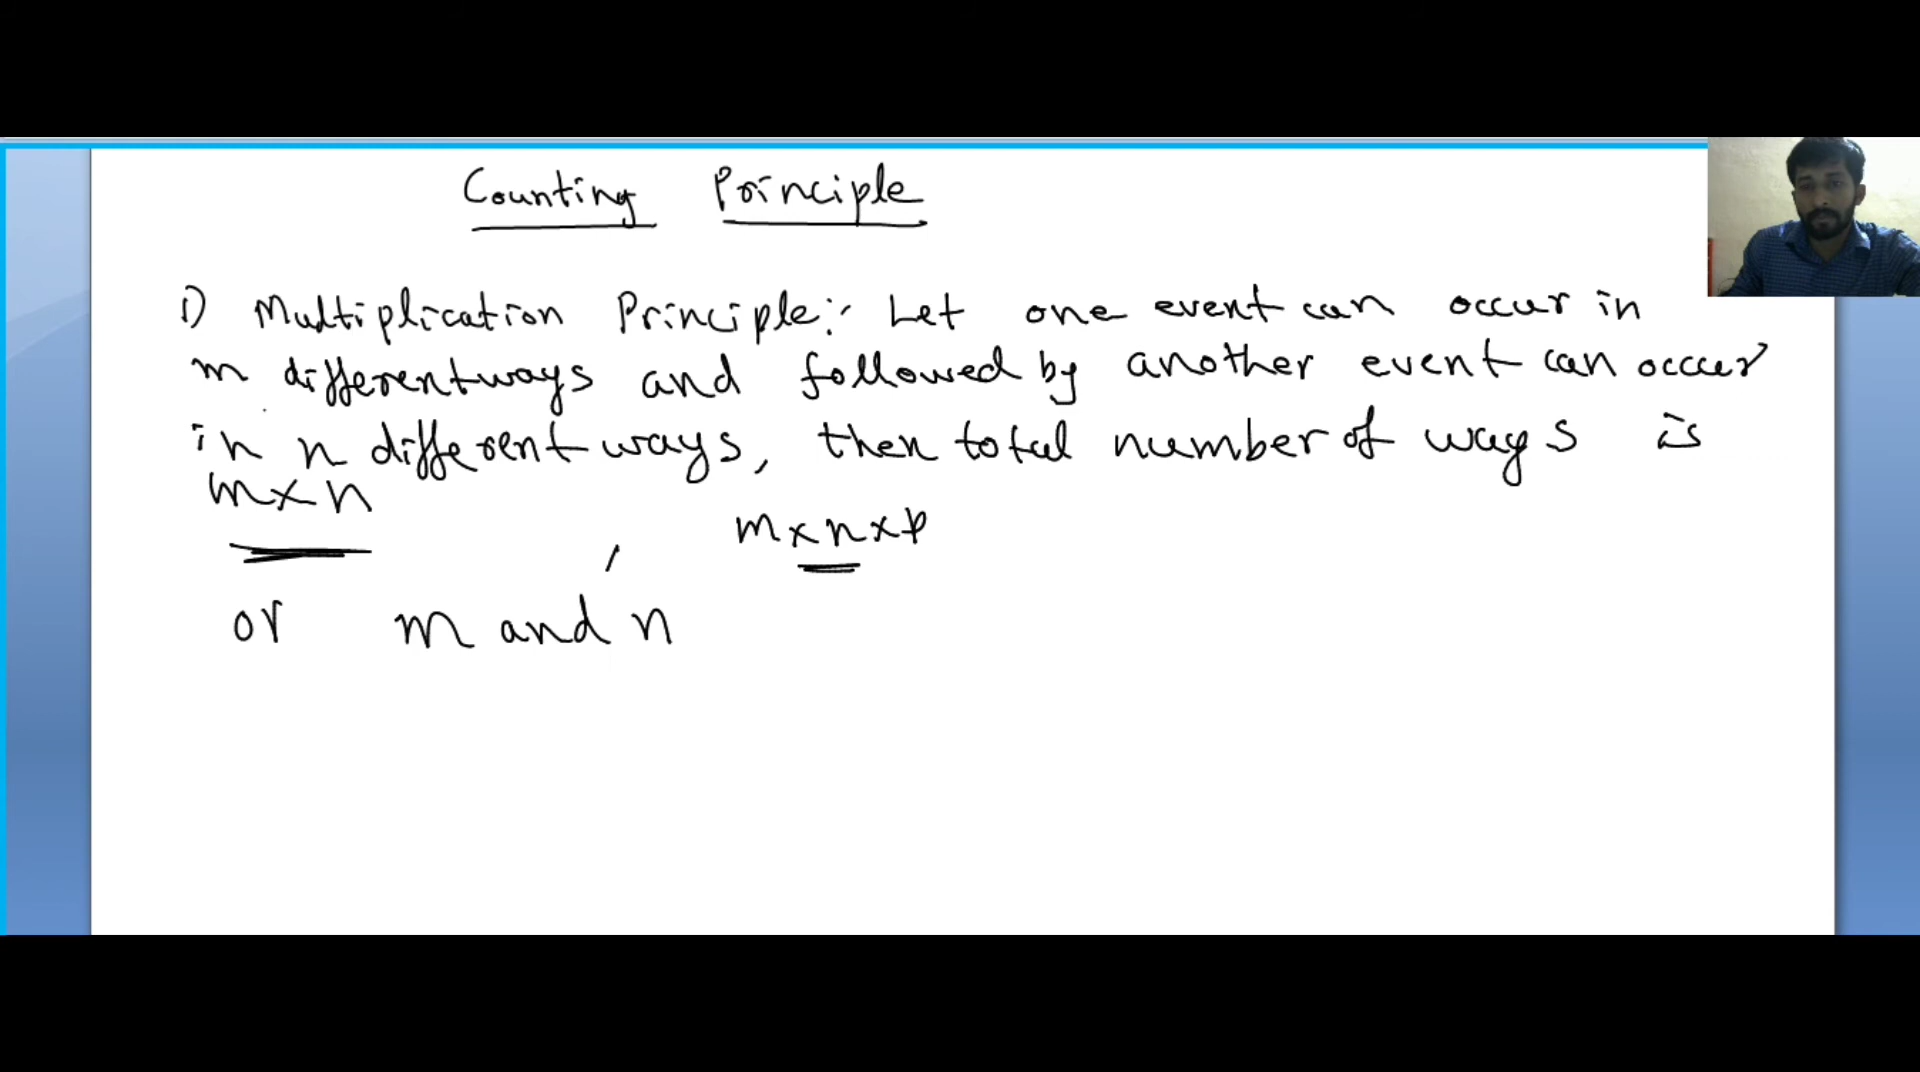 Counting Principle
1) Multiplication Principle:- Let one event can occur in
m different ways and followed by another event can occur
in n different ways, then total number of ways is
m×n
m×n×p
or m and n